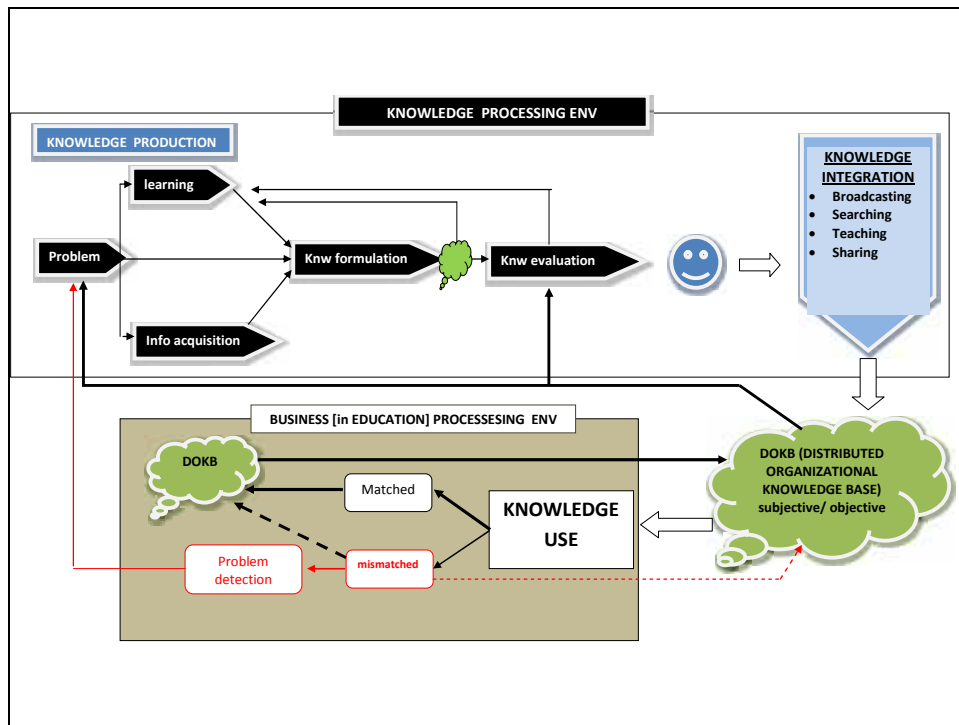 KNOWLEDGE PROCESSING ENV
KNOWLEDGE PRODUCTION
learning
Problem
Knw formulation
Knw evaluation
Info acquisition
KNOWLEDGE
INTEGRATION
• Broadcasting
• Searching
• Teaching
• Sharing
BUSINESS [in EDUCATION] PROCESSESING ENV
DOKB
Matched
KNOWLEDGE
USE
mismatched
Problem
detection
DOKB (DISTRIBUTED
ORGANIZATIONAL
KNOWLEDGE BASE)
subjective/ objective